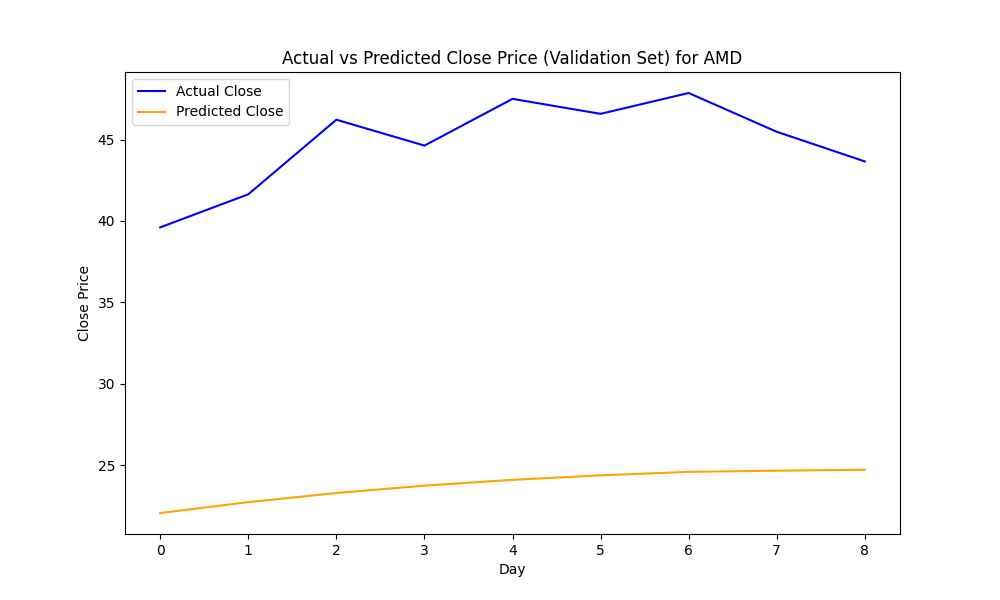 Actual vs Predicted Close Price (Validation Set) for AMD
Actual Close
Predicted Close
Close Price
45
40
35
30
25
0 1 2 3 4 5 6 7 8
Day